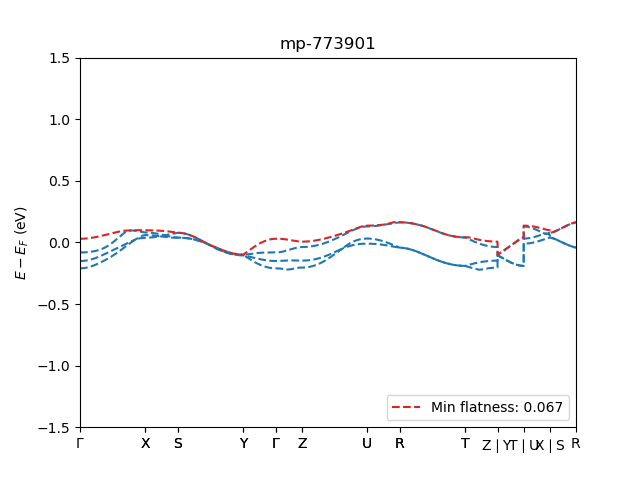 mp-773901
E − E_F (eV)
1.5
1.0
0.5
0.0
−0.5
−1.0
−1.5
Min flatness: 0.067
Γ X S Y Γ Z U R T Z | Y T | U X | S R